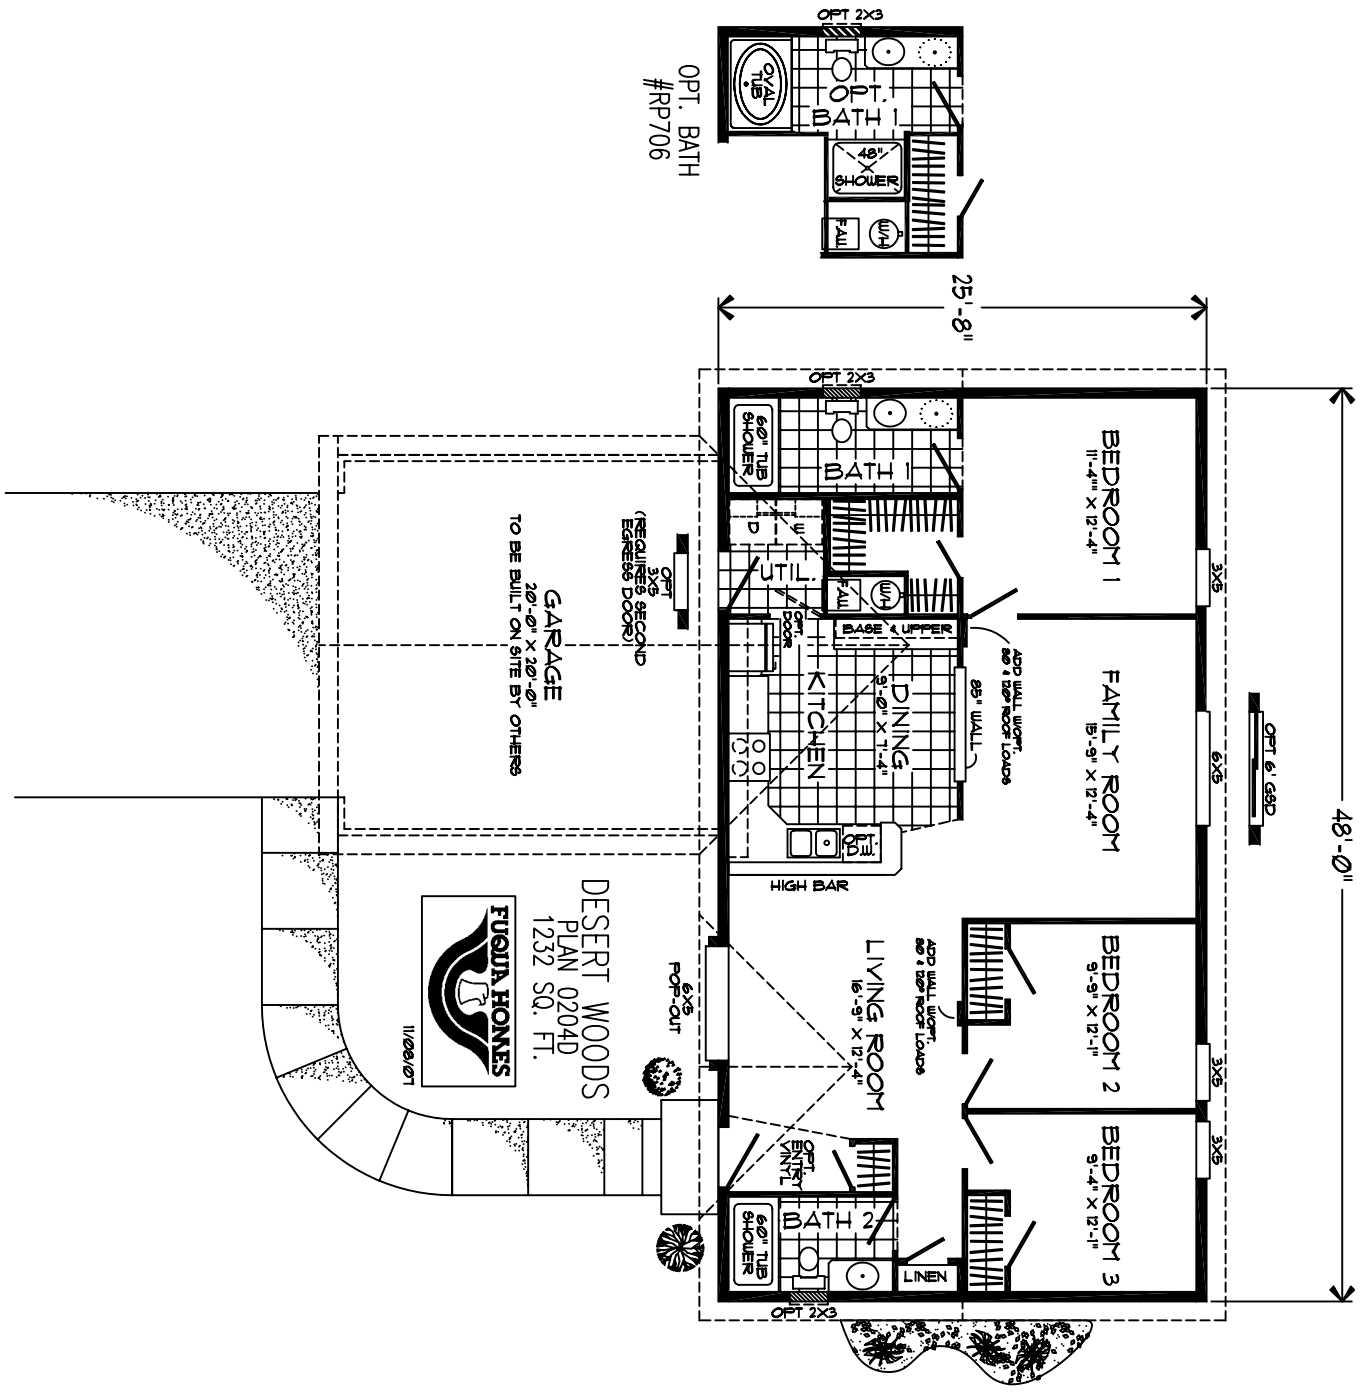 OPT 2X3
OVAL
TUB
OPT.
BATH 1
48"
SHOWER
F.A.U.
W/H
OPT. BATH
#RP706
25'-8"
48'-0"
OPT 2X3
60" TUB
SHOWER
BATH 1
BEDROOM 1
11'-4" X 12'-4"
3X5
D
W
UTIL.
F.A.U.
W/H
OPT.
DOOR
BASE & UPPER
KITCHEN
DINING
9'-0" X 7'-4"
85" WALL
ADD WALL W/OPT.
80 & 120# ROOF LOADS
FAMILY ROOM
15'-9" X 12'-4"
6X5
OPT 6' GSD
OPT.
D.W.
HIGH BAR
OPT
3X5
(REQUIRES SECOND
EGRESS DOOR)
GARAGE
20'-0" X 20'-0"
TO BE BUILT ON SITE BY OTHERS
LIVING ROOM
16'-9" X 12'-4"
ADD WALL W/OPT.
80 & 120# ROOF LOADS
BEDROOM 2
9'-9" X 12'-1"
3X5
BEDROOM 3
9'-4" X 12'-1"
3X5
6X5
POP-OUT
OPT.
ENTRY
VINYL
BATH 2
60" TUB
SHOWER
LINEN
OPT 2X3
DESERT WOODS
PLAN 0204D
1232 SQ. FT.
FUQUA HOMES
11/08/07